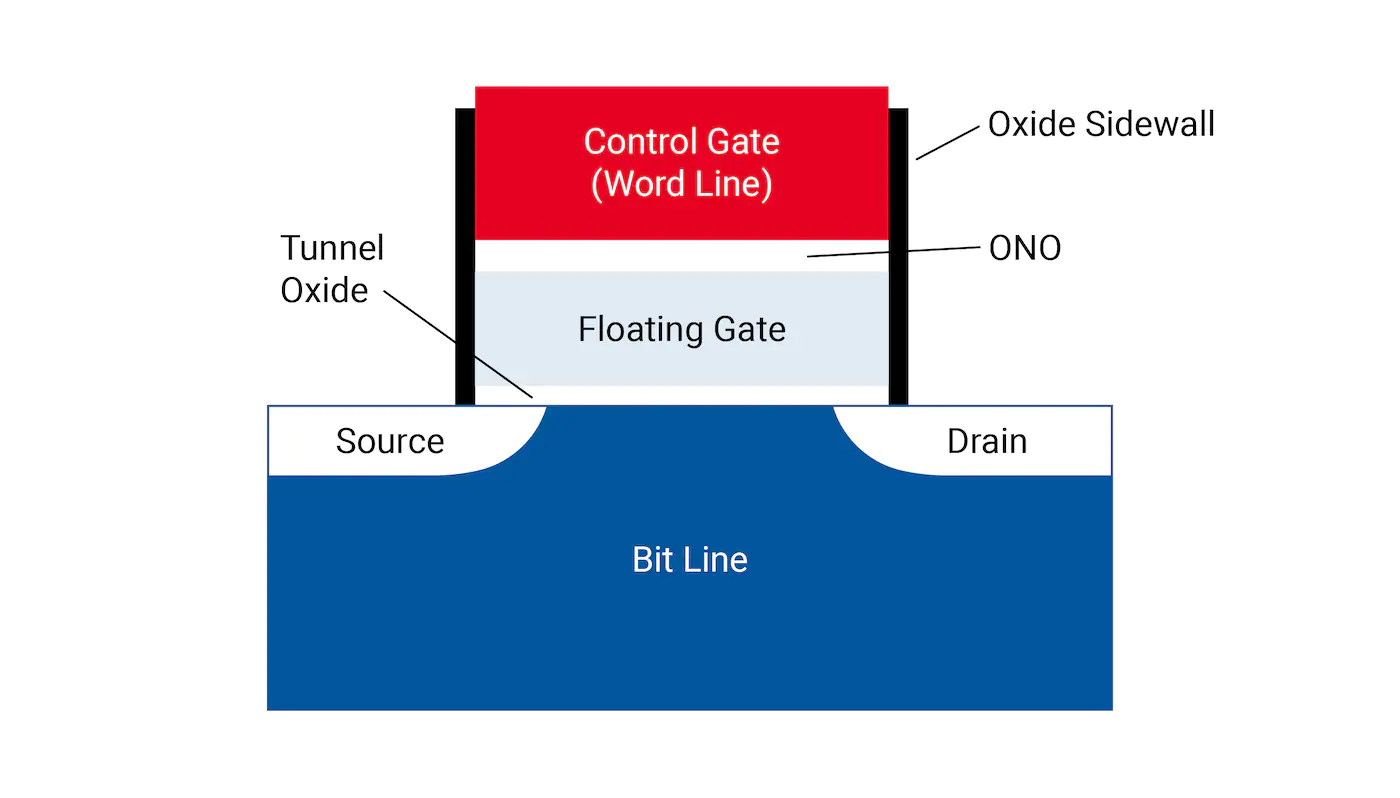 Control Gate
(Word Line)
Oxide Sidewall
Tunnel
Oxide
ONO
Floating Gate
Source
Drain
Bit Line